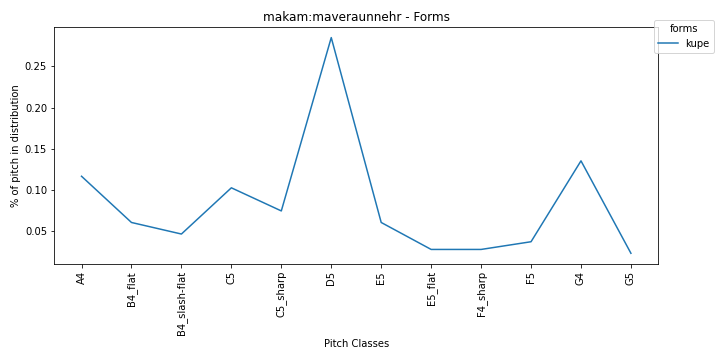 makam:maveraunnehr - Forms
forms
kupe
% of pitch in distribution
0.25
0.20
0.15
0.10
0.05
A4
B4_flat
B4_slash-flat
C5
C5_sharp
D5
E5
E5_flat
F4_sharp
F5
G4
G5
Pitch Classes